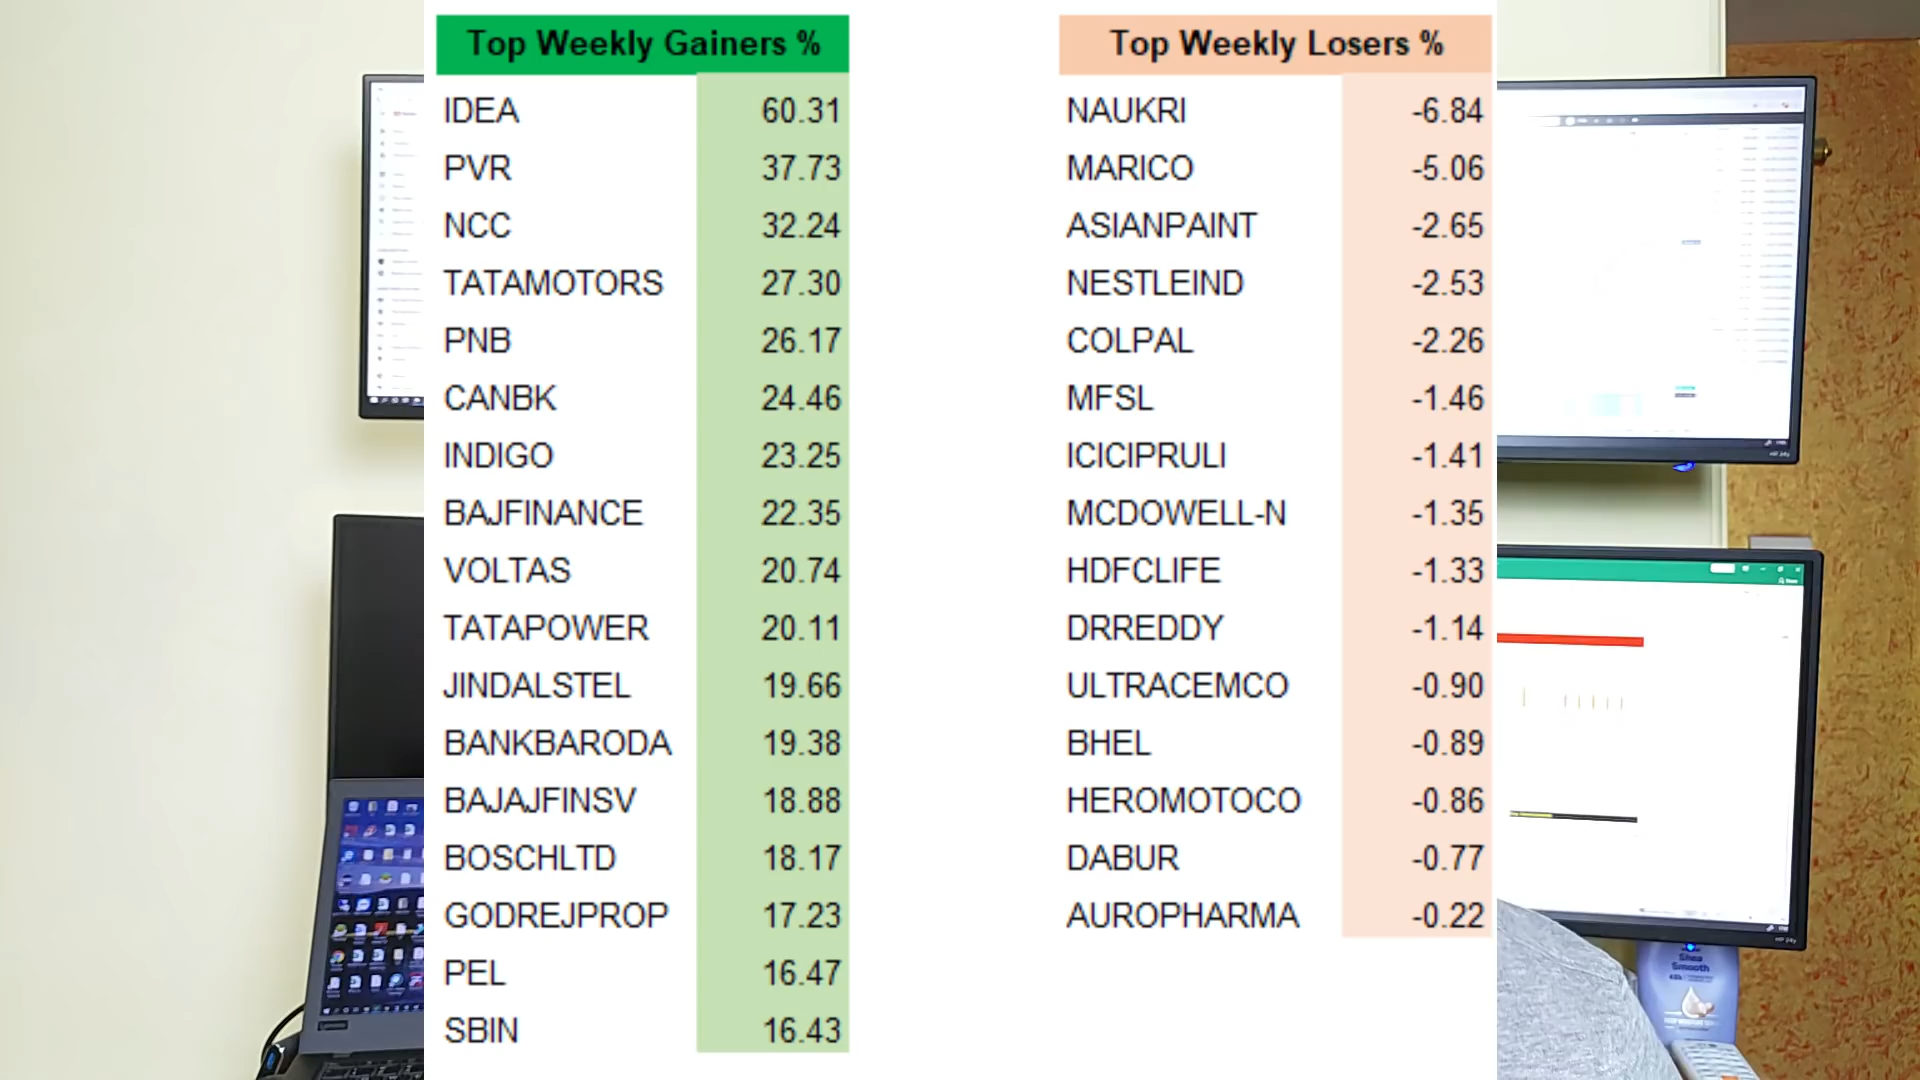 Top Weekly Gainers %
IDEA 60.31
PVR 37.73
NCC 32.24
TATAMOTORS 27.30
PNB 26.17
CANBK 24.46
INDIGO 23.25
BAJFINANCE 22.35
VOLTAS 20.74
TATAPOWER 20.11
JINDALSTEL 19.66
BANKBARODA 19.38
BAJAJFINSV 18.88
BOSCHLTD 18.17
GODREJPROP 17.23
PEL 16.47
SBIN 16.43
Top Weekly Losers %
NAUKRI -6.84
MARICO -5.06
ASIANPAINT -2.65
NESTLEIND -2.53
COLPAL -2.26
MFSL -1.46
ICICIPRULI -1.41
MCDOWELL-N -1.35
HDFCLIFE -1.33
DRREDDY -1.14
ULTRACEMCO -0.90
BHEL -0.89
HEROMOTOCO -0.86
DABUR -0.77
AUROPHARMA -0.22
Shea
Smooth